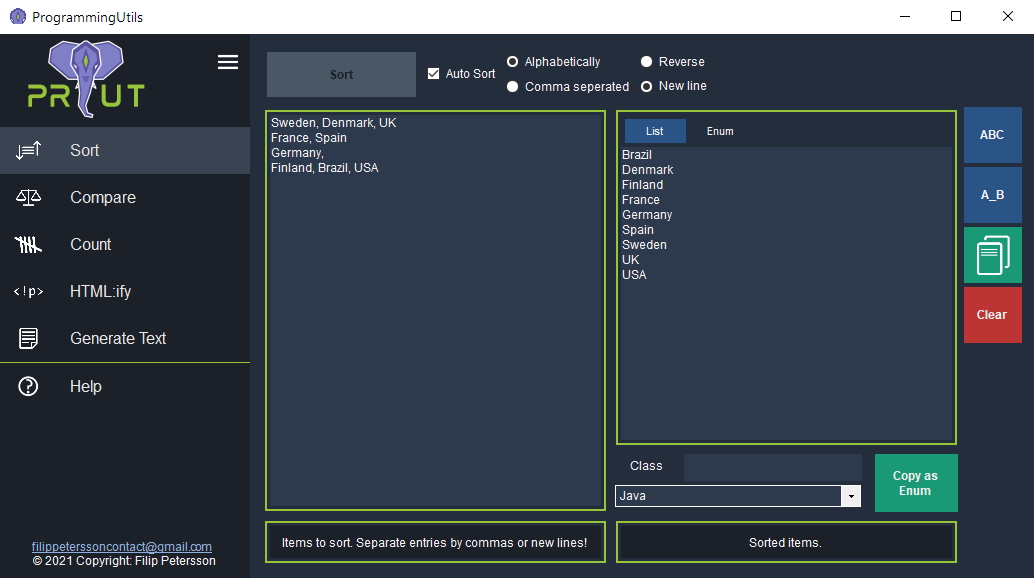 ProgrammingUtils
PR UT
Sort
Compare
Count
<!p> HTML:ify
Generate Text
Help
filipperssoncontact@gmail.com
© 2021 Copyright: Filip Petersson
Sort
Auto Sort
Alphabetically
Reverse
Comma seperated
New line
Sweden, Denmark, UK
France, Spain
Germany,
Finland, Brazil, USA
Items to sort. Separate entries by commas or new lines!
List Enum
Brazil
Denmark
Finland
France
Germany
Spain
Sweden
UK
USA
Class
Java
Copy as
Enum
Sorted items.
ABC
A_B
Clear